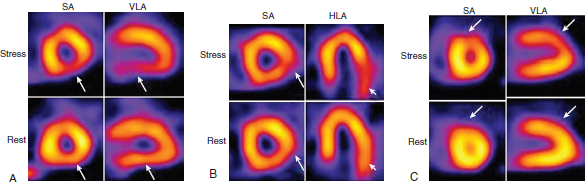 SA VLA
Stress
Rest
A
SA HLA
Stress
Rest
B
SA VLA
Stress
Rest
C